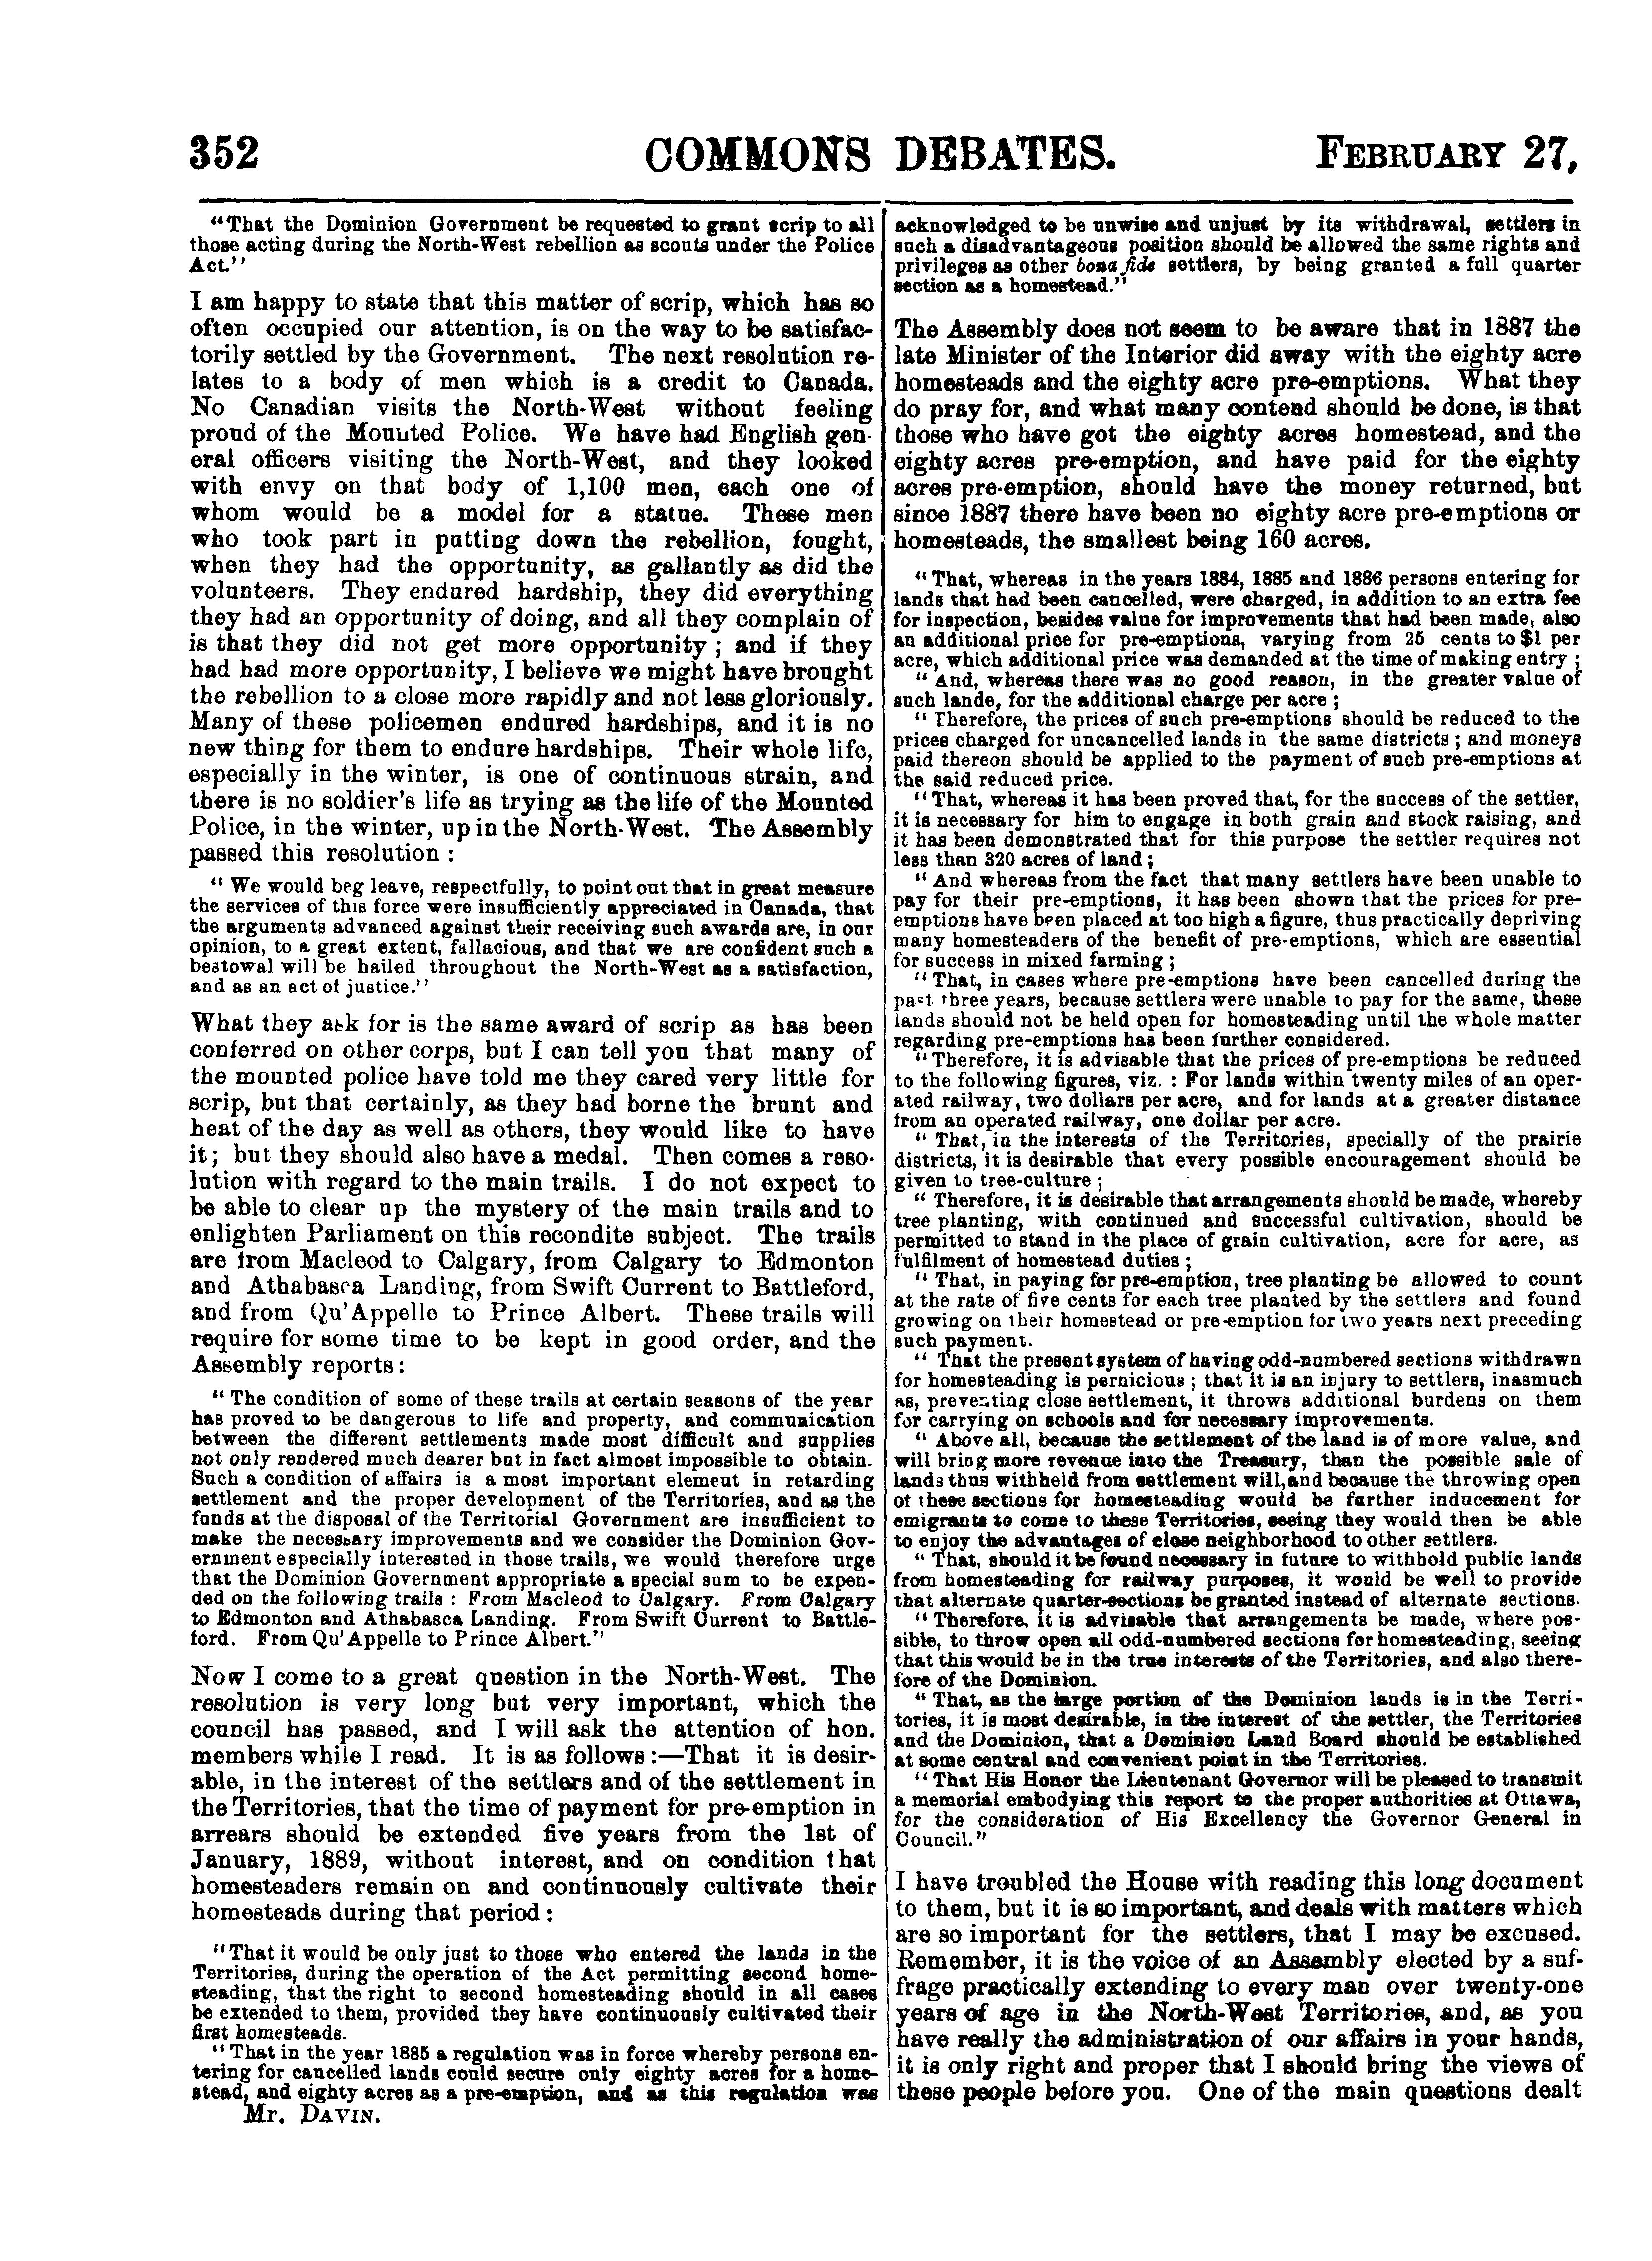 352 COMMONS DEBATES. FEBRUARY 27,
"That the Dominion Government be requested to grant scrip to all
those acting during the North-West rebellion as scouts under the Police
Act."
I am happy to state that this matter of scrip, which has so
often occupied our attention, is on the way to be satisfac-
torily settled by the Government. The next resolution re-
lates to a body of men which is a credit to Canada.
No Canadian visits the North-West without feeling
proud of the Mounted Police. We have had English gen-
eral officers visiting the North-West, and they looked
with envy on that body of 1,100 men, each one of
whom would be a model for a statue. These men
who took part in putting down the rebellion, fought,
when they had the opportunity, as gallantly as did the
volunteers. They endured hardship, they did everything
they had an opportunity of doing, and all they complain of
is that they did not get more opportunity ; and if they
had had more opportunity, I believe we might have brought
the rebellion to a close more rapidly and not less gloriously.
Many of these policemen endured hardships, and it is no
new thing for them to endure hardships. Their whole life,
especially in the winter, is one of continuous strain, and
there is no soldier's life as trying as the life of the Mounted
Police, in the winter, up in the North-West. The Assembly
passed this resolution :
" We would beg leave, respectfully, to point out that in great measure
the services of this force were insufficiently appreciated in Canada, that
the arguments advanced against their receiving such awards are, in our
opinion, to a great extent, fallacious, and that we are confident such a
bestowal will be hailed throughout the North-West as a satisfaction,
and as an act of justice."
What they ask for is the same award of scrip as has been
conferred on other corps, but I can tell you that many of
the mounted police have told me they cared very little for
scrip, but that certainly, as they had borne the brunt and
heat of the day as well as others, they would like to have
it; but they should also have a medal. Then comes a reso-
lution with regard to the main trails. I do not expect to
be able to clear up the mystery of the main trails and to
enlighten Parliament on this recondite subject. The trails
are from Macleod to Calgary, from Calgary to Edmonton
and Athabasca Landing, from Swift Current to Battleford,
and from Qu'Appelle to Prince Albert. These trails will
require for some time to be kept in good order, and the
Assembly reports:
" The condition of some of these trails at certain seasons of the year
has proved to be dangerous to life and property, and communication
between the different settlements made most difficult and supplies
not only rendered much dearer but in fact almost impossible to obtain.
Such a condition of affairs is a most important element in retarding
settlement and the proper development of the Territories, and as the
funds at the disposal of the Territorial Government are insufficient to
make the necessary improvements and we consider the Dominion Gov-
ernment especially interested in those trails, we would therefore urge
that the Dominion Government appropriate a special sum to be expen-
ded on the following trails : From Macleod to Calgary. From Calgary
to Edmonton and Athabasca Landing. From Swift Current to Battle-
ford. From Qu'Appelle to Prince Albert."
Now I come to a great question in the North-West. The
resolution is very long but very important, which the
council has passed, and I will ask the attention of hon.
members while I read. It is as follows :—That it is desir-
able, in the interest of the settlers and of the settlement in
the Territories, that the time of payment for pre-emption in
arrears should be extended five years from the 1st of
January, 1889, without interest, and on condition that
homesteaders remain on and continuously cultivate their
homesteads during that period :
"That it would be only just to those who entered the lands in the
Territories, during the operation of the Act permitting second home-
steading, that the right to second homesteading should in all cases
be extended to them, provided they have continuously cultivated their
first homesteads.
"That in the year 1885 a regulation was in force whereby persons en-
tering for cancelled lands could secure only eighty acres for a home-
stead, and eighty acres as a pre-emption, and as this regulation was
Mr. DAVIN.
acknowledged to be unwise and unjust by its withdrawal, settlers in
such a disadvantageous position should be allowed the same rights and
privileges as other bona fide settlers, by being granted a full quarter
section as a homestead."
The Assembly does not seem to be aware that in 1887 the
late Minister of the Interior did away with the eighty acre
homesteads and the eighty acre pre-emptions. What they
do pray for, and what many contend should be done, is that
those who have got the eighty acres homestead, and the
eighty acres pre-emption, and have paid for the eighty
acres pre-emption, should have the money returned, but
since 1887 there have been no eighty acre pre-emptions or
homesteads, the smallest being 160 acres.
"That, whereas in the years 1884, 1885 and 1886 persons entering for
lands that had been cancelled, were charged, in addition to an extra fee
for inspection, besides value for improvements that had been made, also
an additional price for pre-emptions, varying from 25 cents to $1 per
acre, which additional price was demanded at the time of making entry ;
" And, whereas there was no good reason, in the greater value of
such lande, for the additional charge per acre ;
" Therefore, the prices of such pre-emptions should be reduced to the
prices charged for uncancelled lands in the same districts ; and moneys
paid thereon should be applied to the payment of such pre-emptions at
the said reduced price.
"That, whereas it has been proved that, for the success of the settler,
it is necessary for him to engage in both grain and stock raising, and
it has been demonstrated that for this purpose the settler requires not
less than 320 acres of land ;
"And whereas from the fact that many settlers have been unable to
pay for their pre-emptions, it has been shown that the prices for pre-
emptions have been placed at too high a figure, thus practically depriving
many homesteaders of the benefit of pre-emptions, which are essential
for success in mixed farming ;
"That, in cases where pre-emptions have been cancelled during the
past three years, because settlers were unable to pay for the same, these
lands should not be held open for homesteading until the whole matter
regarding pre-emptions has been further considered.
"Therefore, it is advisable that the prices of pre-emptions be reduced
to the following figures, viz. : For lands within twenty miles of an oper-
ated railway, two dollars per acre, and for lands at a greater distance
from an operated railway, one dollar per acre.
" That, in the interests of the Territories, specially of the prairie
districts, it is desirable that every possible encouragement should be
given to tree-culture ;
" Therefore, it is desirable that arrangements should be made, whereby
tree planting, with continued and successful cultivation, should be
permitted to stand in the place of grain cultivation, acre for acre, as
fulfilment of homestead duties ;
" That, in paying for pre-emption, tree planting be allowed to count
at the rate of five cents for each tree planted by the settlers and found
growing on their homestead or pre-emption for two years next preceding
such payment.
" That the present system of having odd-numbered sections withdrawn
for homesteading is pernicious ; that it is an injury to settlers, inasmuch
as, preventing close settlement, it throws additional burdens on them
for carrying on schools and for necessary improvements.
" Above all, because the settlement of the land is of more value, and
will bring more revenue into the Treasury, than the possible sale of
lands thus withheld from settlement will, and because the throwing open
of these sections for homesteading would be further inducement for
emigrants to come to these Territories, seeing they would then be able
to enjoy the advantages of close neighborhood to other settlers.
" That, should it be found necessary in future to withhold public lands
from homesteading for railway purposes, it would be well to provide
that alternate quarter-sections be granted instead of alternate sections.
"Therefore, it is advisable that arrangements be made, where pos-
sible, to throw open all odd-numbered sections for homesteading, seeing
that this would be in the true interests of the Territories, and also there-
fore of the Dominion.
" That, as the large portion of the Dominion lands is in the Terri-
tories, it is most desirable, in the interest of the settler, the Territories
and the Dominion, that a Dominion Land Board should be established
at some central and convenient point in the Territories.
"That His Honor the Lieutenant Governor will be pleased to transmit
a memorial embodying this report to the proper authorities at Ottawa,
for the consideration of His Excellency the Governor General in
Council."
I have troubled the House with reading this long document
to them, but it is so important, and deals with matters which
are so important for the settlers, that I may be excused.
Remember, it is the voice of an Assembly elected by a suf-
frage practically extending to every man over twenty-one
years of age in the North-West Territories, and, as you
have really the administration of our affairs in your hands,
it is only right and proper that I should bring the views of
these people before you. One of the main questions dealt